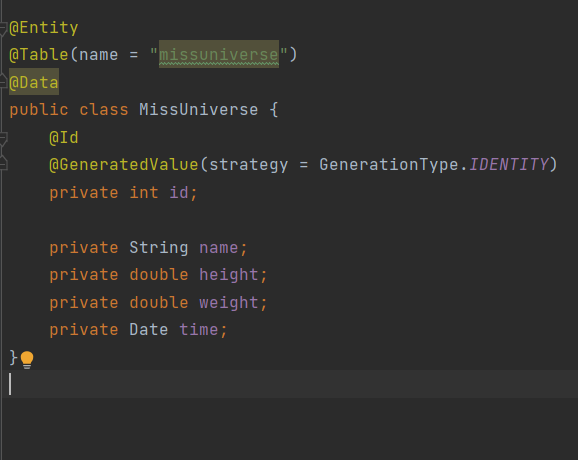 @Entity
@Table(name = "missuniverse")
@Data
public class MissUniverse {
@Id
@GeneratedValue(strategy = GenerationType.IDENTITY)
private int id;
private String name;
private double height;
private double weight;
private Date time;
}